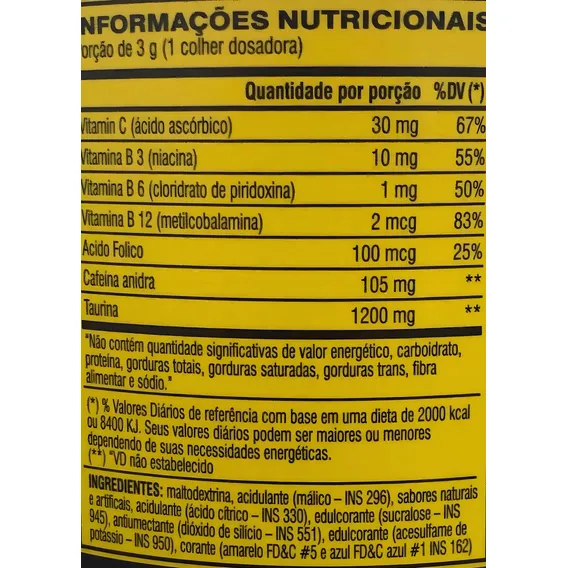 INFORMAÇÕES NUTRICIONAIS
orção de 3 g (1 colher dosadora)
Quantidade por porção %DV (*)
Vitamin C (ácido ascórbico) 30 mg 67%
Vitamina B 3 (niacina) 10 mg 55%
Vitamina B 6 (cloridrato de piridoxina) 1 mg 50%
Vitamina B 12 (metilcobalamina) 2 mcg 83%
Acido Folico 100 mcg 25%
Cafeína anidra 105 mg **
Taurina 1200 mg **
"Não contém quantidade significativas de valor energético, carboidrato,
proteína, gorduras totais, gorduras saturadas, gorduras trans, fibra
alimentar e sódio."
(*) % Valores Diários de referência com base em uma dieta de 2000 kcal
ou 8400 KJ. Seus valores diários podem ser maiores ou menores
dependendo de suas necessidades energéticas.
(**) "VD não estabelecido
INGREDIENTES: maltodextrina, acidulante (málico – INS 296), sabores naturais
e artificais, acidulante (ácido cítrico – INS 330), edulcorante (sucralose – INS
945), antiumectante (dióxido de silício – INS 551), edulcorante (acesulfame de
potássio – INS 950), corante (amarelo FD&C #5 e azul FD&C azul #1 INS 162)